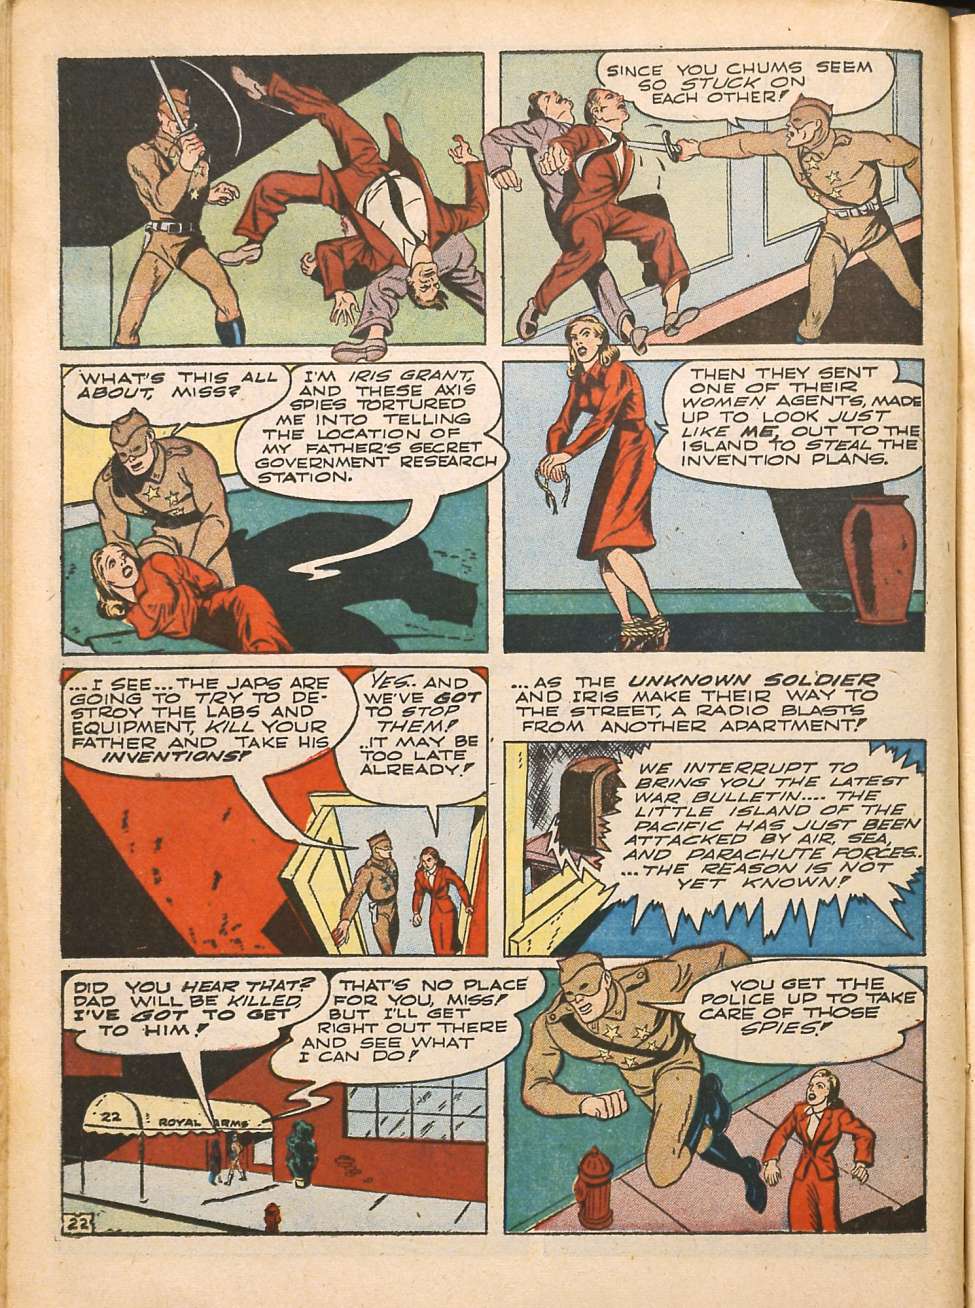 SINCE YOU CHUMS SEEM
SO STUCK ON
EACH OTHER!
WHAT'S THIS ALL
ABOUT, MISS?
I'M IRIS GRANT,
AND THESE AXIS
SPIES TORTURED
ME INTO TELLING
THE LOCATION OF
MY FATHER'S SECRET
GOVERNMENT RESEARCH
STATION.
THEN THEY SENT
ONE OF THEIR
WOMEN AGENTS, MADE
UP TO LOOK JUST
LIKE ME, OUT TO THE
ISLAND TO STEAL THE
INVENTION PLANS.
...I SEE... THE JAPS ARE
GOING TO TRY TO DE-
STROY THE LABS AND
EQUIPMENT, KILL YOUR
FATHER AND TAKE HIS
INVENTIONS!
YES.. AND
WE'VE GOT
TO STOP
THEM!
..IT MAY BE
TOO LATE
ALREADY!
...AS THE UNKNOWN SOLDIER
AND IRIS MAKE THEIR WAY TO
THE STREET, A RADIO BLASTS
FROM ANOTHER APARTMENT!
WE INTERRUPT TO
BRING YOU THE LATEST
WAR BULLETIN.... THE
LITTLE ISLAND OF THE
PACIFIC HAS JUST BEEN
ATTACKED BY AIR, SEA,
AND PARACHUTE FORCES..
...THE REASON IS NOT
YET KNOWN!
DID YOU HEAR THAT?
DAD WILL BE KILLED
I'VE GOT TO GET
TO HIM!
THAT'S NO PLACE
FOR YOU, MISS!
BUT I'LL GET
RIGHT OUT THERE
AND SEE WHAT
I CAN DO!
22 ROYAL ARMS
22
YOU GET THE
POLICE UP TO TAKE
CARE OF THOSE
SPIES!